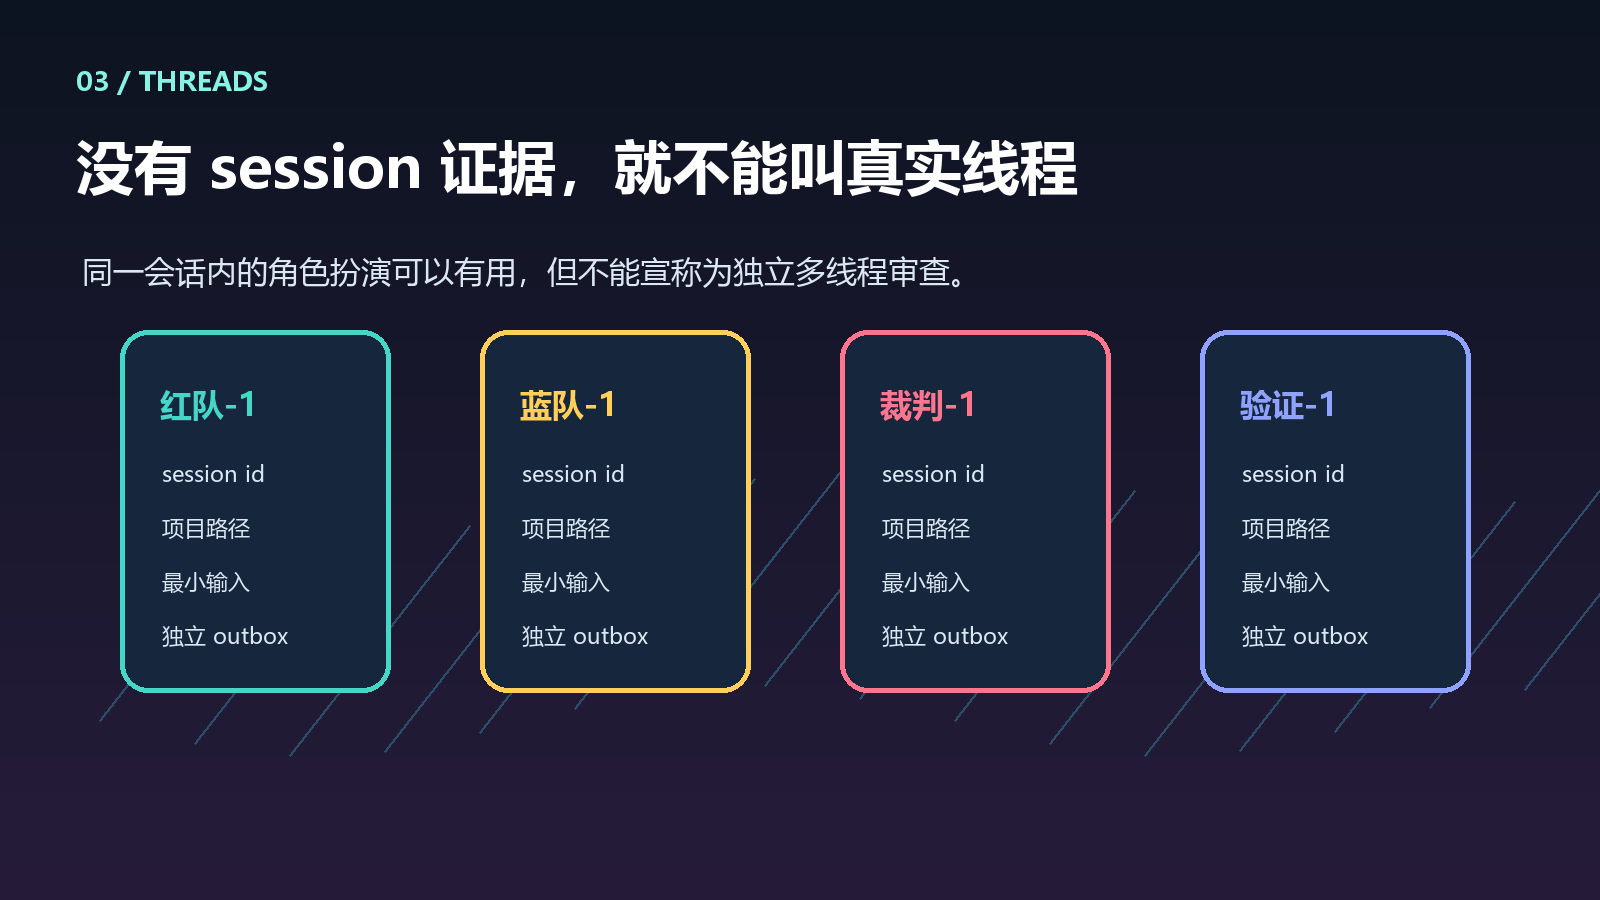 03 / THREADS
没有 session 证据，就不能叫真实线程
同一会话内的角色扮演可以有用，但不能宣称为独立多线程审查。
红队-1
session id
项目路径
最小输入
独立 outbox
蓝队-1
session id
项目路径
最小输入
独立 outbox
裁判-1
session id
项目路径
最小输入
独立 outbox
验证-1
session id
项目路径
最小输入
独立 outbox